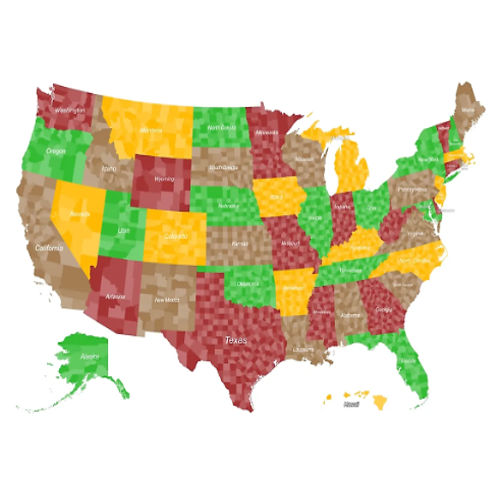 Washington
Montana
North Dakota
Minnesota
Maine
Oregon
Idaho
Wyoming
South Dakota
Wisconsin
New York
Nevada
Utah
Colorado
Nebraska
Iowa
Illinois
Indiana
Ohio
Pennsylvania
California
Kansas
Missouri
Kentucky
Virginia
Arizona
New Mexico
Oklahoma
Arkansas
Tennessee
North Carolina
Texas
Louisiana
Mississippi
Alabama
Georgia
South Carolina
Florida
Alaska
Hawaii